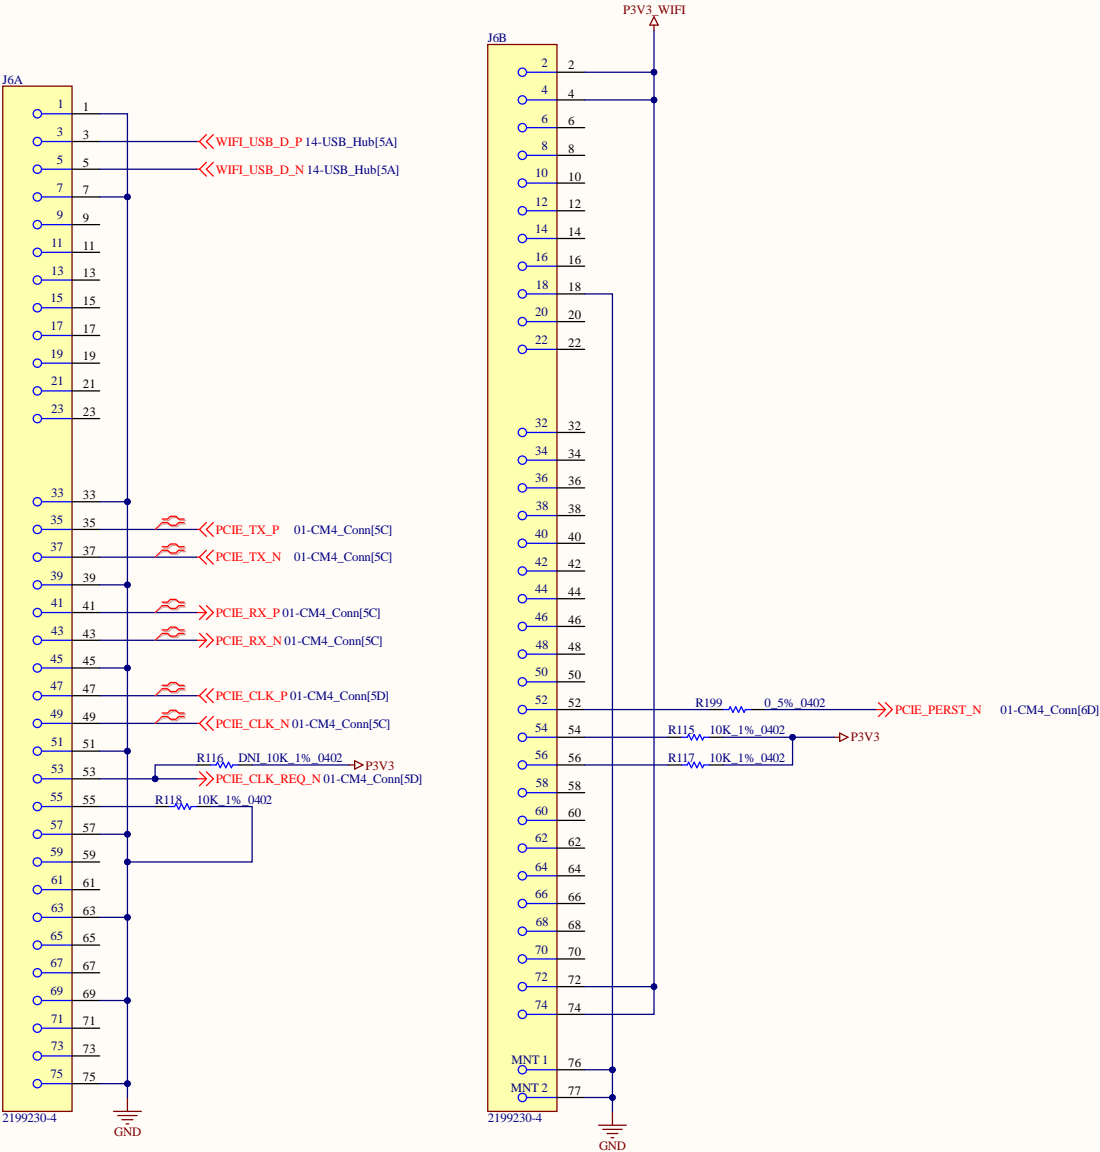 P3V3_WIFI
J6A
1 1
3 3 WIFI_USB_D_P 14-USB_Hub[5A]
5 5 WIFI_USB_D_N 14-USB_Hub[5A]
7 7
9 9
11 11
13 13
15 15
17 17
19 19
21 21
23 23
33 33
35 35 PCIE_TX_P 01-CM4_Conn[5C]
37 37 PCIE_TX_N 01-CM4_Conn[5C]
39 39
41 41 PCIE_RX_P 01-CM4_Conn[5C]
43 43 PCIE_RX_N 01-CM4_Conn[5C]
45 45
47 47 PCIE_CLK_P 01-CM4_Conn[5D]
49 49 PCIE_CLK_N 01-CM4_Conn[5C]
51 51
R116 DNI_10K_1%_0402 P3V3
53 53 PCIE_CLK_REQ_N 01-CM4_Conn[5D]
55 55 R118 10K_1%_0402
57 57
59 59
61 61
63 63
65 65
67 67
69 69
71 71
73 73
75 75
2199230-4
GND
J6B
2 2
4 4
6 6
8 8
10 10
12 12
14 14
16 16
18 18
20 20
22 22
32 32
34 34
36 36
38 38
40 40
42 42
44 44
46 46
48 48
50 50
52 52 R199 0_5%_0402 PCIE_PERST_N 01-CM4_Conn[6D]
54 54 R115 10K_1%_0402 P3V3
56 56 R117 10K_1%_0402
58 58
60 60
62 62
64 64
66 66
68 68
70 70
72 72
74 74
MNT 1 76
MNT 2 77
2199230-4
GND